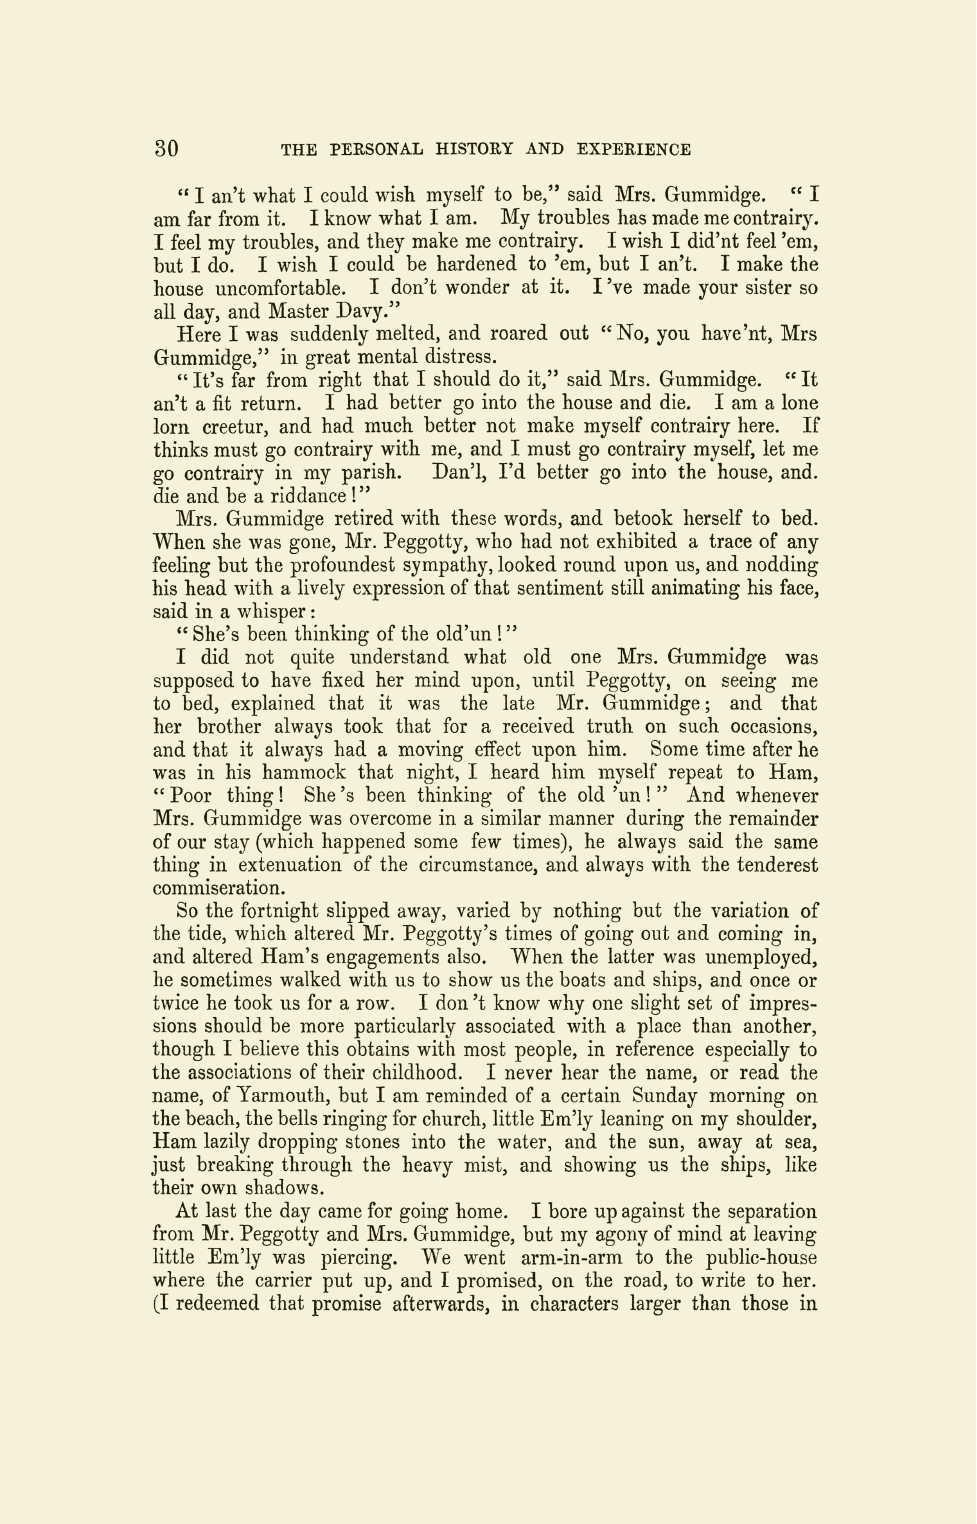 30 THE PERSONAL HISTORY AND EXPERIENCE
“I an’t what I could wish myself to be,” said Mrs. Gummidge. “I
am far from it. I know what I am. My troubles has made me contrairy.
I feel my troubles, and they make me contrairy. I wish I did’nt feel ’em,
but I do. I wish I could be hardened to ’em, but I an’t. I make the
house uncomfortable. I don’t wonder at it. I’ve made your sister so
all day, and Master Davy.”
Here I was suddenly melted, and roared out “No, you have’nt, Mrs
Gummidge,” in great mental distress.
“It’s far from right that I should do it,” said Mrs. Gummidge. “It
an’t a fit return. I had better go into the house and die. I am a lone
lorn creetur, and had much better not make myself contrairy here. If
thinks must go contrairy with me, and I must go contrairy myself, let me
go contrairy in my parish. Dan’l, I’d better go into the house, and.
die and be a riddance!”
Mrs. Gummidge retired with these words, and betook herself to bed.
When she was gone, Mr. Peggotty, who had not exhibited a trace of any
feeling but the profoundest sympathy, looked round upon us, and nodding
his head with a lively expression of that sentiment still animating his face,
said in a whisper:
“She’s been thinking of the old’un!”
I did not quite understand what old one Mrs. Gummidge was
supposed to have fixed her mind upon, until Peggotty, on seeing me
to bed, explained that it was the late Mr. Gummidge; and that
her brother always took that for a received truth on such occasions,
and that it always had a moving effect upon him. Some time after he
was in his hammock that night, I heard him myself repeat to Ham,
“Poor thing! She’s been thinking of the old ’un!” And whenever
Mrs. Gummidge was overcome in a similar manner during the remainder
of our stay (which happened some few times), he always said the same
thing in extenuation of the circumstance, and always with the tenderest
commiseration.
So the fortnight slipped away, varied by nothing but the variation of
the tide, which altered Mr. Peggotty’s times of going out and coming in,
and altered Ham’s engagements also. When the latter was unemployed,
he sometimes walked with us to show us the boats and ships, and once or
twice he took us for a row. I don’t know why one slight set of impres-
sions should be more particularly associated with a place than another,
though I believe this obtains with most people, in reference especially to
the associations of their childhood. I never hear the name, or read the
name, of Yarmouth, but I am reminded of a certain Sunday morning on
the beach, the bells ringing for church, little Em’ly leaning on my shoulder,
Ham lazily dropping stones into the water, and the sun, away at sea,
just breaking through the heavy mist, and showing us the ships, like
their own shadows.
At last the day came for going home. I bore up against the separation
from Mr. Peggotty and Mrs. Gummidge, but my agony of mind at leaving
little Em’ly was piercing. We went arm-in-arm to the public-house
where the carrier put up, and I promised, on the road, to write to her.
(I redeemed that promise afterwards, in characters larger than those in